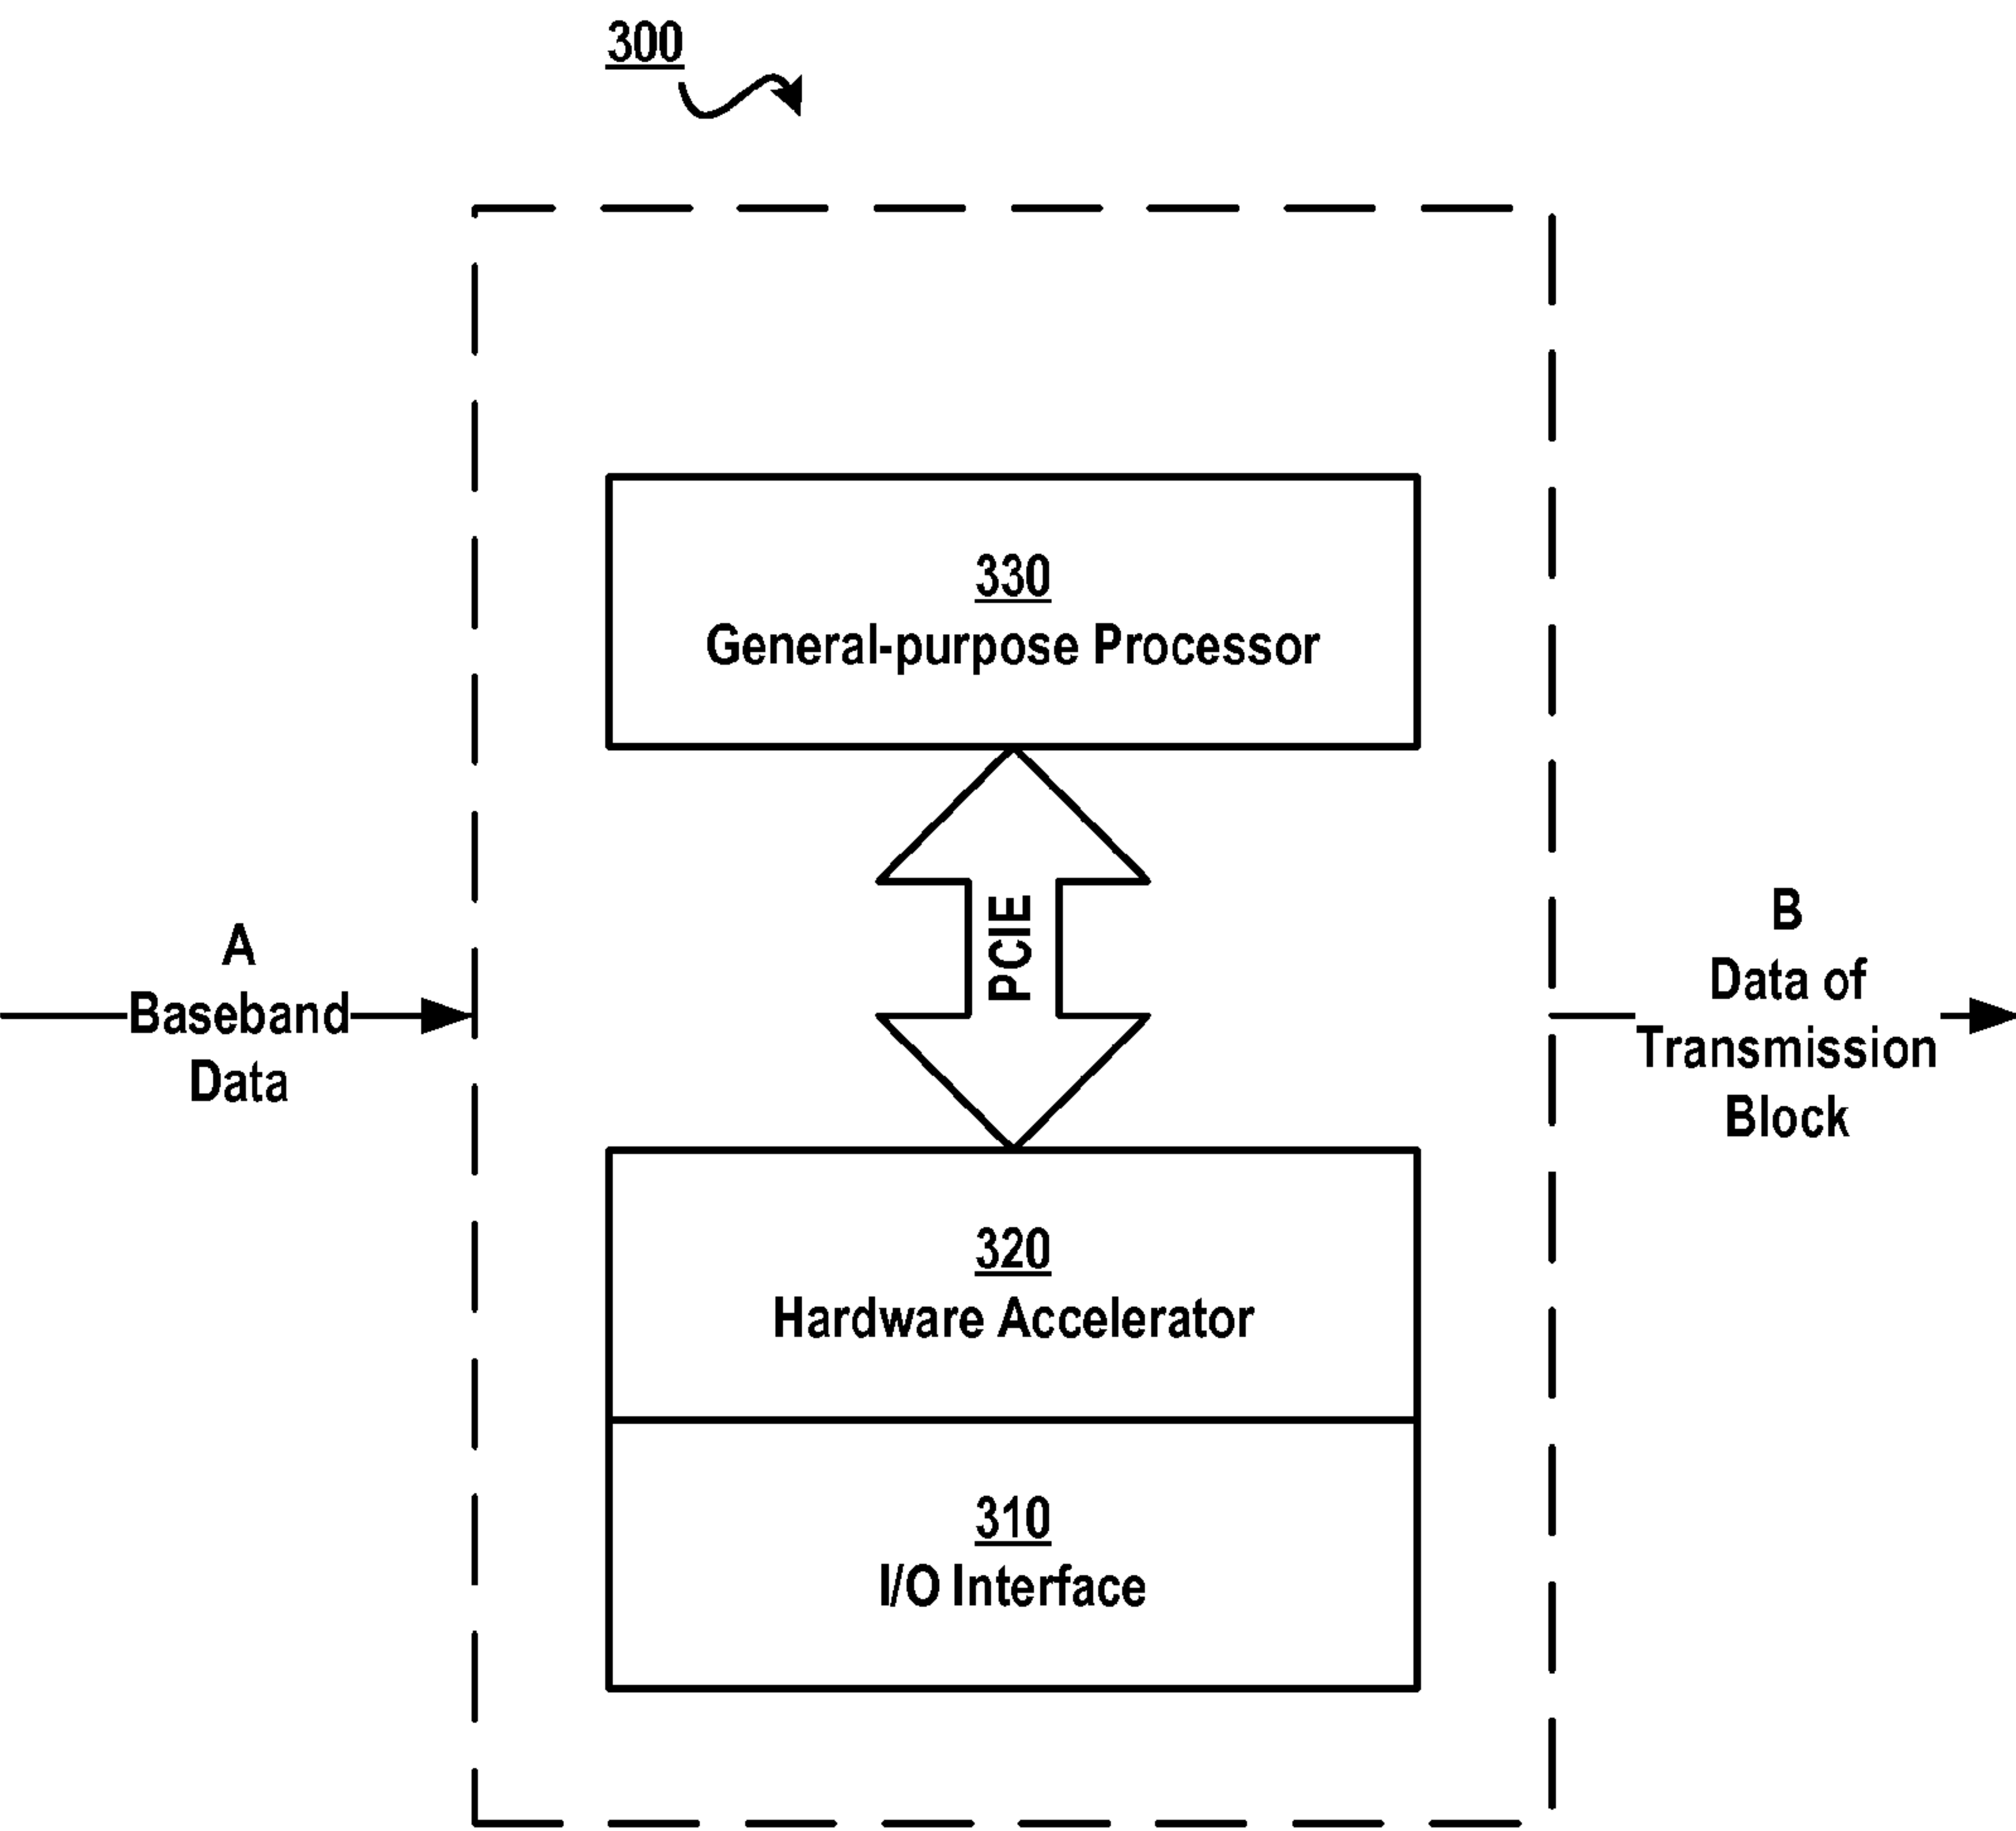 300
330
General-purpose Processor
PCIE
A
Baseband
Data
B
Data of
Transmission
Block
320
Hardware Accelerator
310
I/O Interface